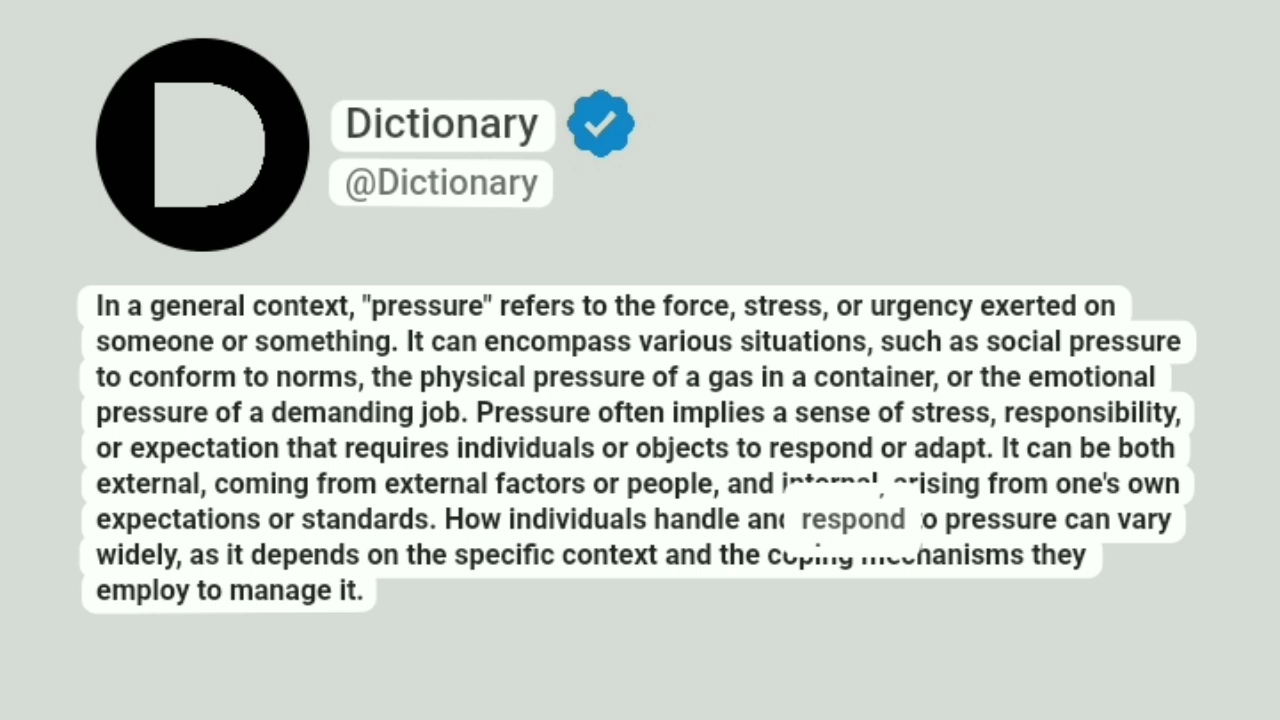 D
Dictionary
@Dictionary
In a general context, "pressure" refers to the force, stress, or urgency exerted on
someone or something. It can encompass various situations, such as social pressure
to conform to norms, the physical pressure of a gas in a container, or the emotional
pressure of a demanding job. Pressure often implies a sense of stress, responsibility,
or expectation that requires individuals or objects to respond or adapt. It can be both
external, coming from external factors or people, and internal, arising from one's own
expectations or standards. How individuals handle and respond to pressure can vary
widely, as it depends on the specific context and the coping mechanisms they
employ to manage it.